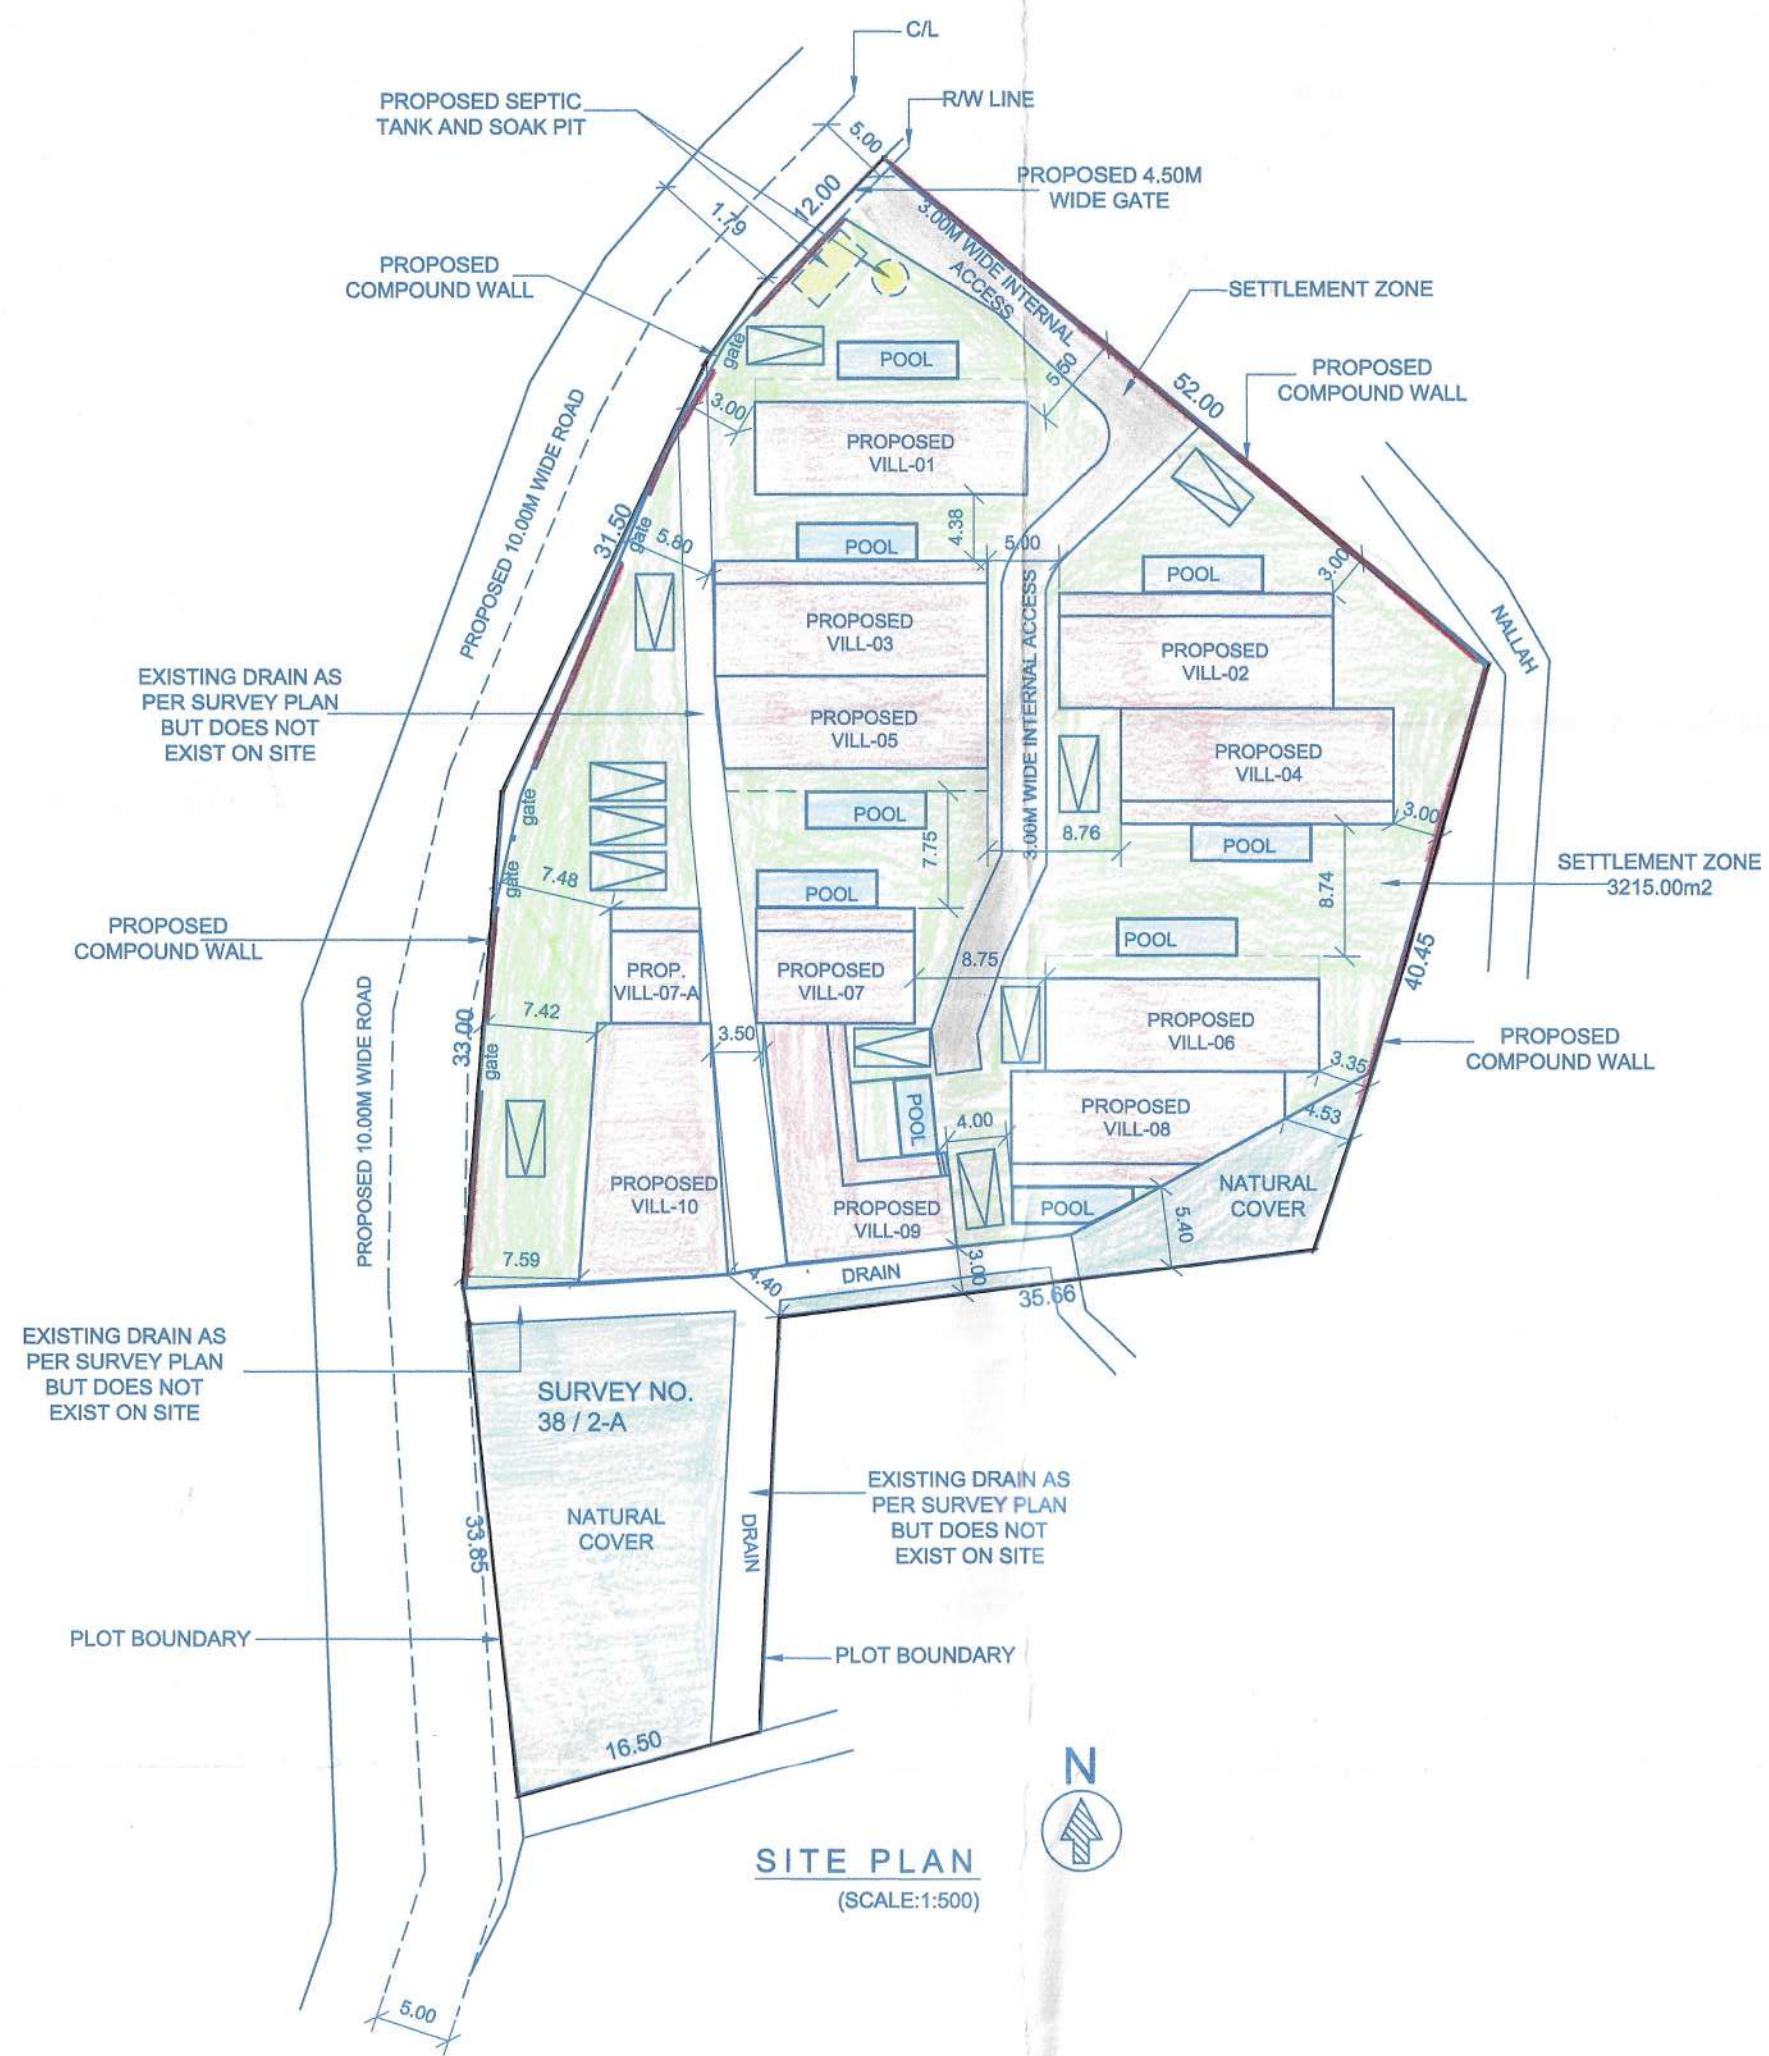 C/L
PROPOSED SEPTIC
TANK AND SOAK PIT
R/W LINE
5.00
PROPOSED 4.50M
WIDE GATE
12.00
1.79
3.00M WIDE INTERNAL
ACCESS
PROPOSED
COMPOUND WALL
SETTLEMENT ZONE
gate
POOL
5.50
PROPOSED
COMPOUND WALL
52.00
3.00
PROPOSED
VILL-01
PROPOSED 10.00M WIDE ROAD
31.50
gate
5.80
4.38
POOL
5.00
POOL
3.00
NALLAH
PROPOSED
VILL-03
3.00M WIDE INTERNAL ACCESS
PROPOSED
VILL-02
EXISTING DRAIN AS
PER SURVEY PLAN
BUT DOES NOT
EXIST ON SITE
PROPOSED
VILL-05
PROPOSED
VILL-04
gate
POOL
7.75
8.76
3.00
POOL
gate
7.48
POOL
8.74
SETTLEMENT ZONE
3215.00m2
PROPOSED
COMPOUND WALL
POOL
40.45
PROP.
VILL-07-A
PROPOSED
VILL-07
8.75
PROPOSED 10.00M WIDE ROAD
33.00
7.42
3.50
PROPOSED
VILL-06
PROPOSED
COMPOUND WALL
gate
3.35
POOL
4.00
PROPOSED
VILL-08
4.53
PROPOSED
VILL-10
PROPOSED
VILL-09
POOL
NATURAL
COVER
5.40
7.59
4.40
DRAIN
3.00
35.66
EXISTING DRAIN AS
PER SURVEY PLAN
BUT DOES NOT
EXIST ON SITE
SURVEY NO.
38 / 2-A
EXISTING DRAIN AS
PER SURVEY PLAN
BUT DOES NOT
EXIST ON SITE
NATURAL
COVER
DRAIN
33.85
PLOT BOUNDARY
PLOT BOUNDARY
16.50
N
SITE PLAN
(SCALE:1:500)
5.00